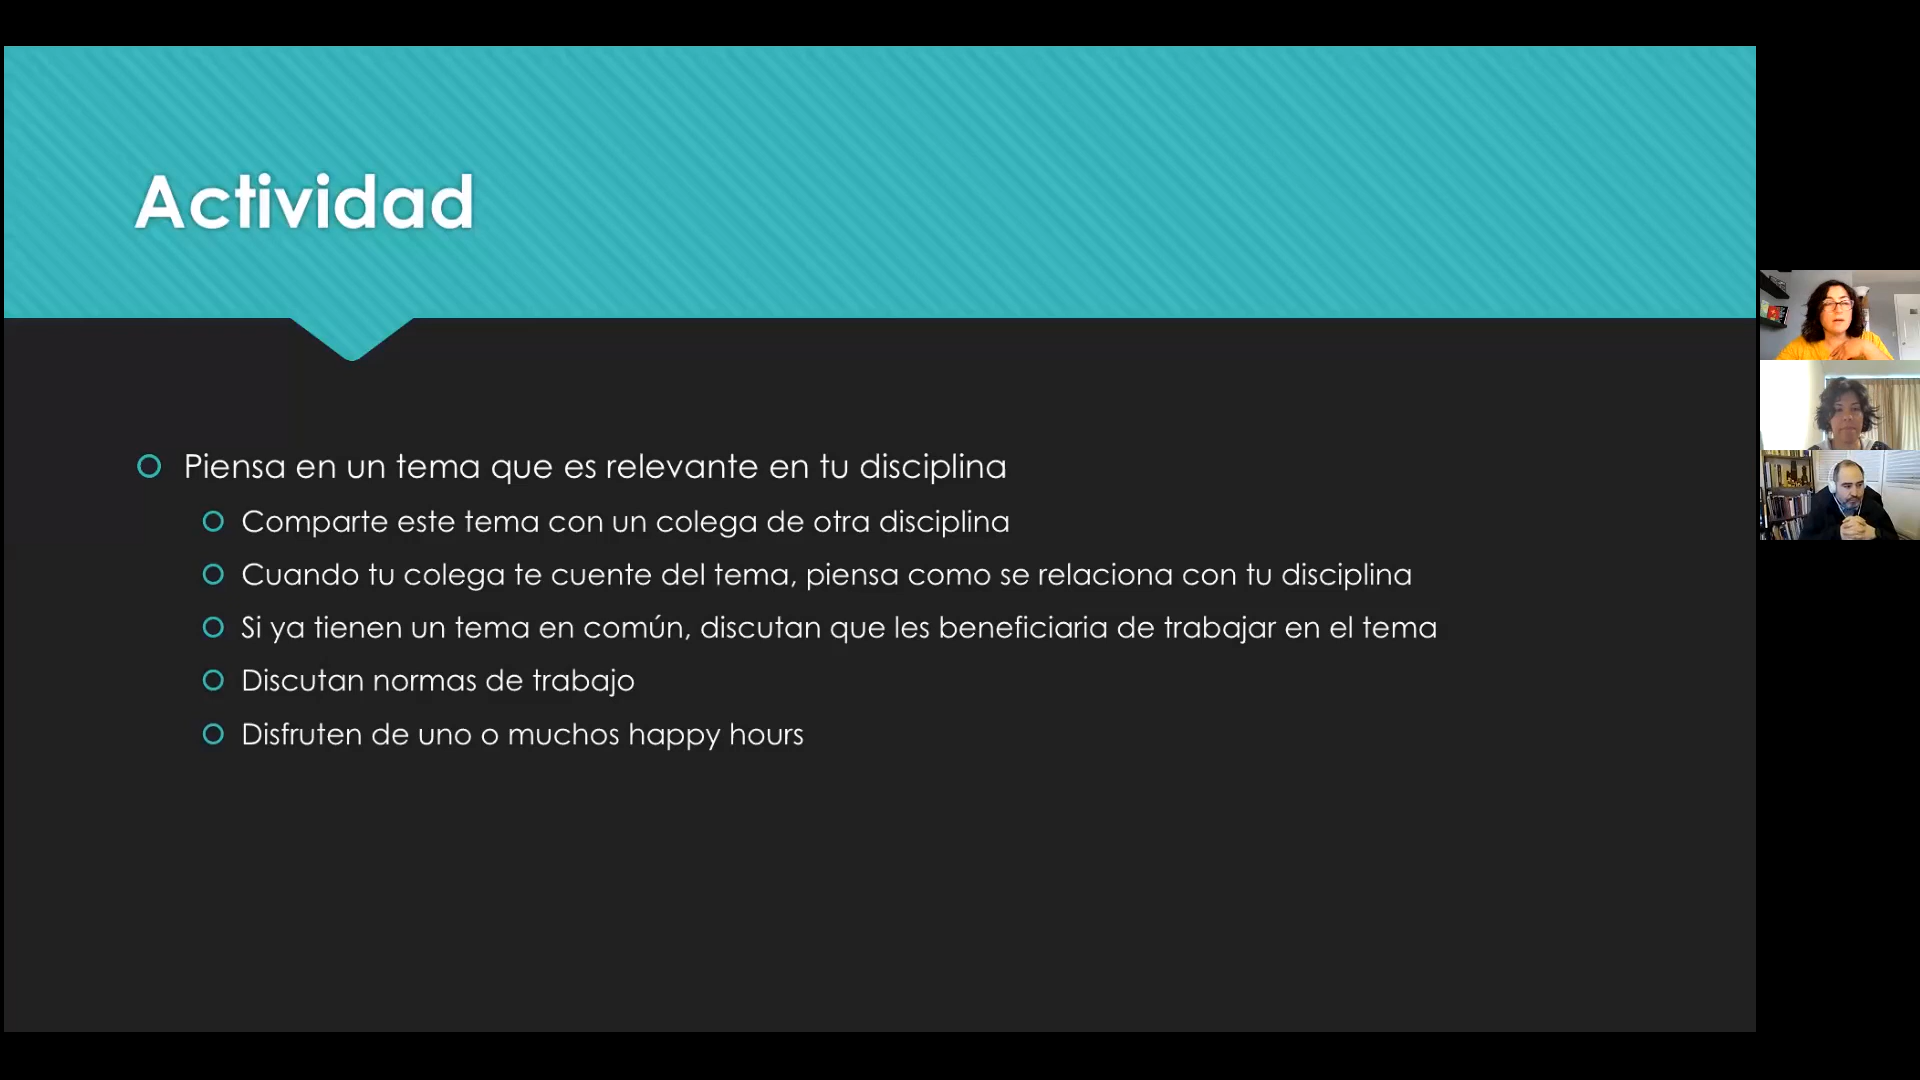 Actividad
Piensa en un tema que es relevante en tu disciplina
Comparte este tema con un colega de otra disciplina
Cuando tu colega te cuente del tema, piensa como se relaciona con tu disciplina
Si ya tienen un tema en común, discutan que les beneficiaria de trabajar en el tema
Discutan normas de trabajo
Disfruten de uno o muchos happy hours